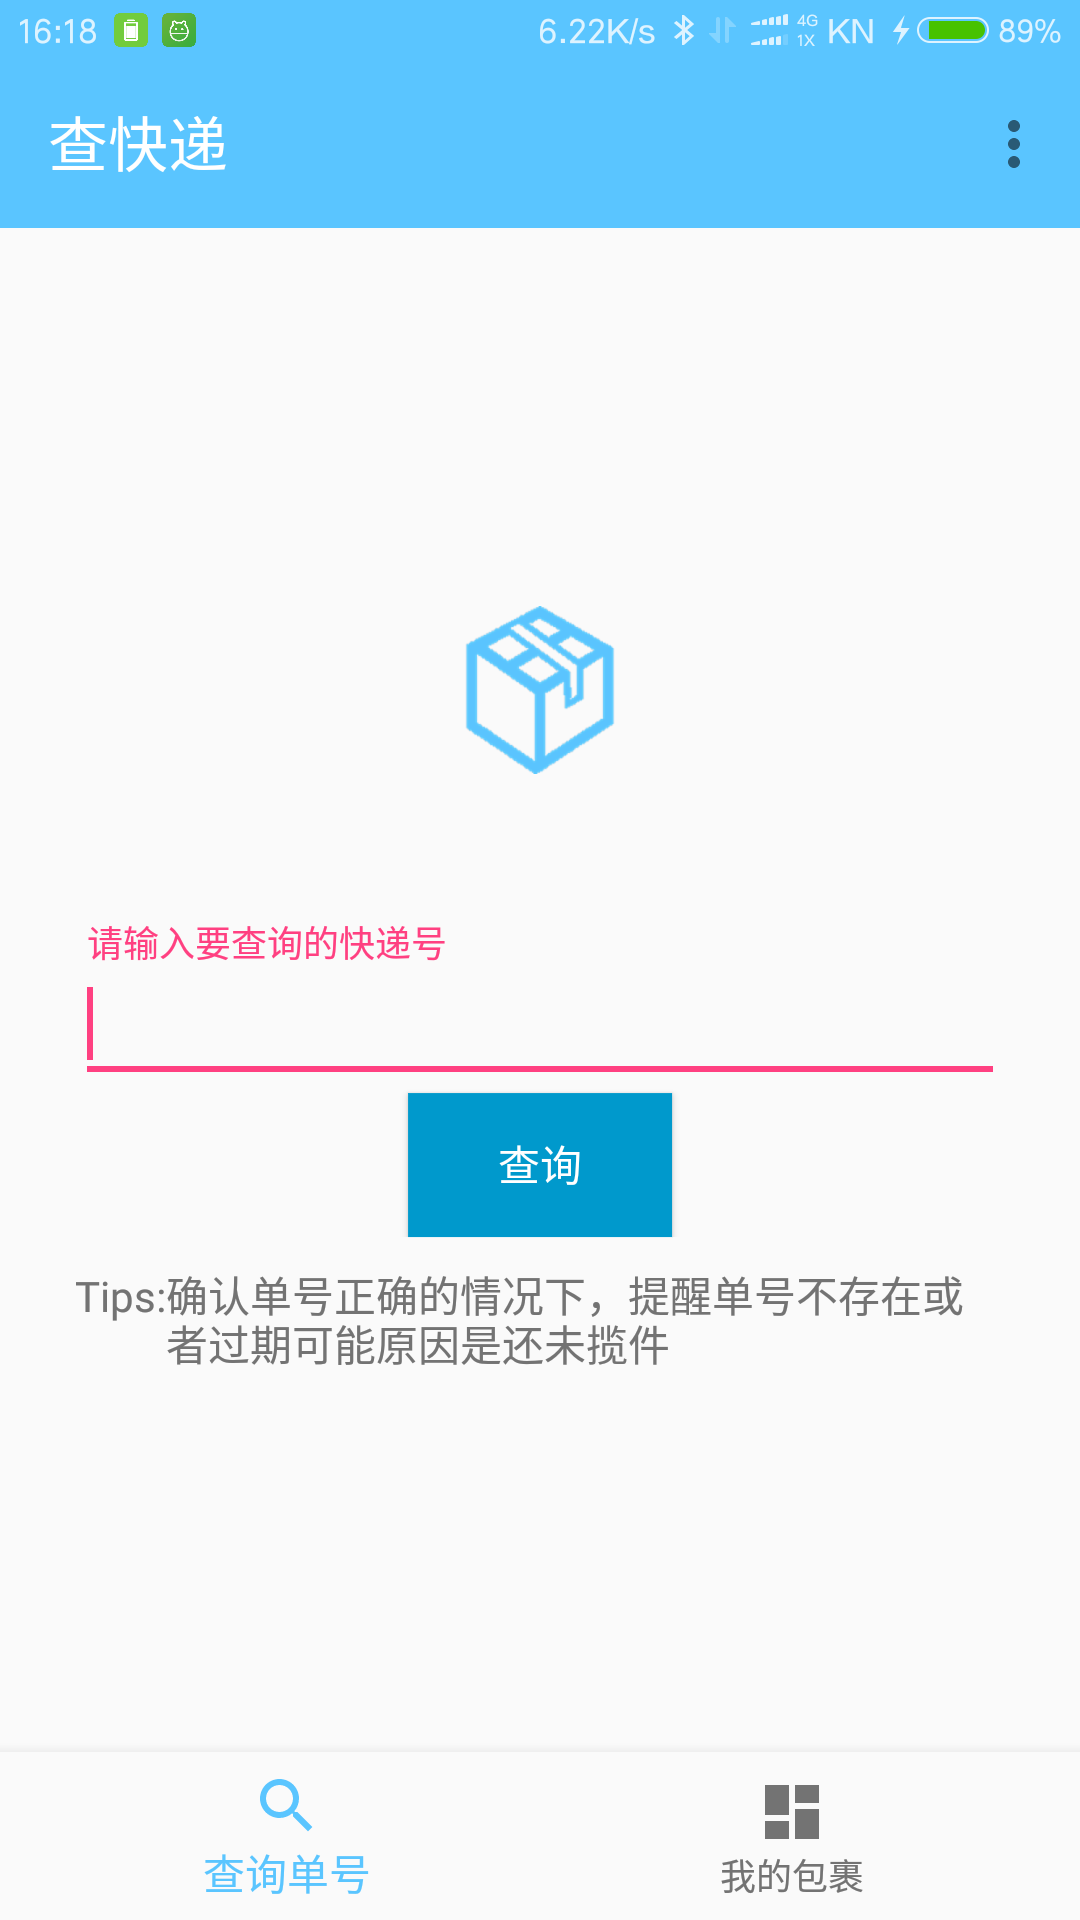 16:18 6.22K/s 4G 1X KN 89%
查快递
请输入要查询的快递号
查询
Tips:确认单号正确的情况下，提醒单号不存在或
者过期可能原因是还未揽件
查询单号 我的包裹